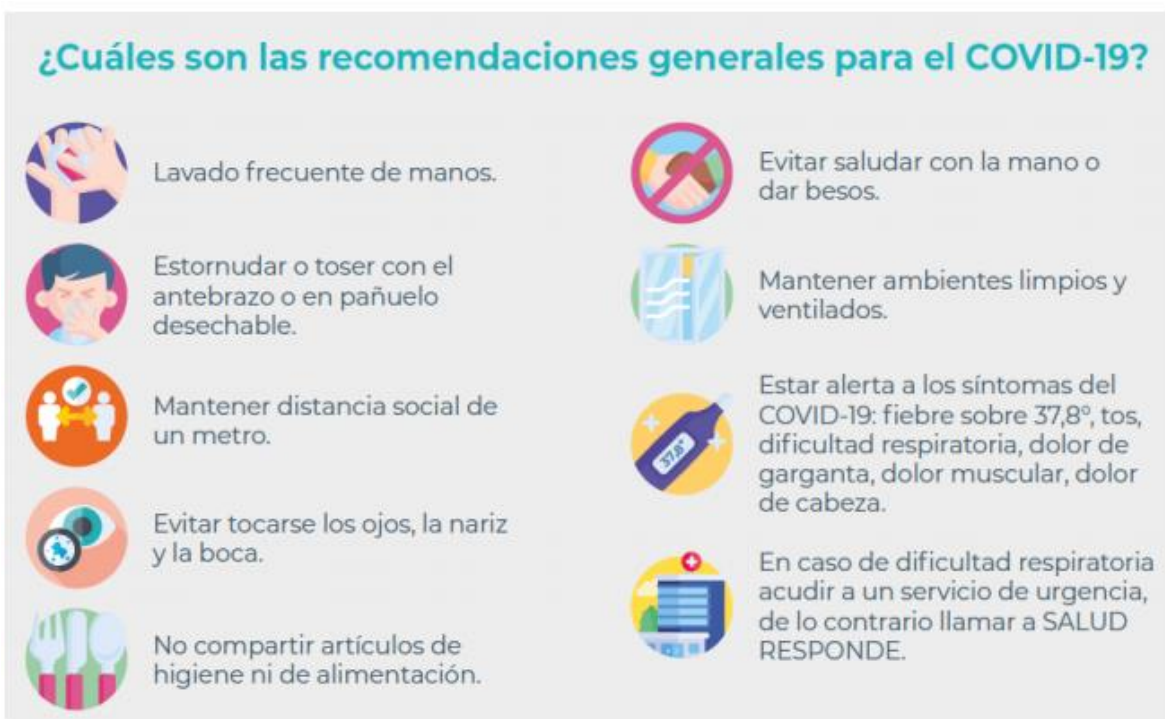 ¿Cuáles son las recomendaciones generales para el COVID-19?
Lavado frecuente de manos.
Estornudar o toser con el
antebrazo o en pañuelo
desechable.
Mantener distancia social de
un metro.
Evitar tocarse los ojos, la nariz
y la boca.
No compartir artículos de
higiene ni de alimentación.
Evitar saludar con la mano o
dar besos.
Mantener ambientes limpios y
ventilados.
37,8°
Estar alerta a los síntomas del
COVID-19: fiebre sobre 37,8°, tos,
dificultad respiratoria, dolor de
garganta, dolor muscular, dolor
de cabeza.
En caso de dificultad respiratoria
acudir a un servicio de urgencia,
de lo contrario llamar a SALUD
RESPONDE.